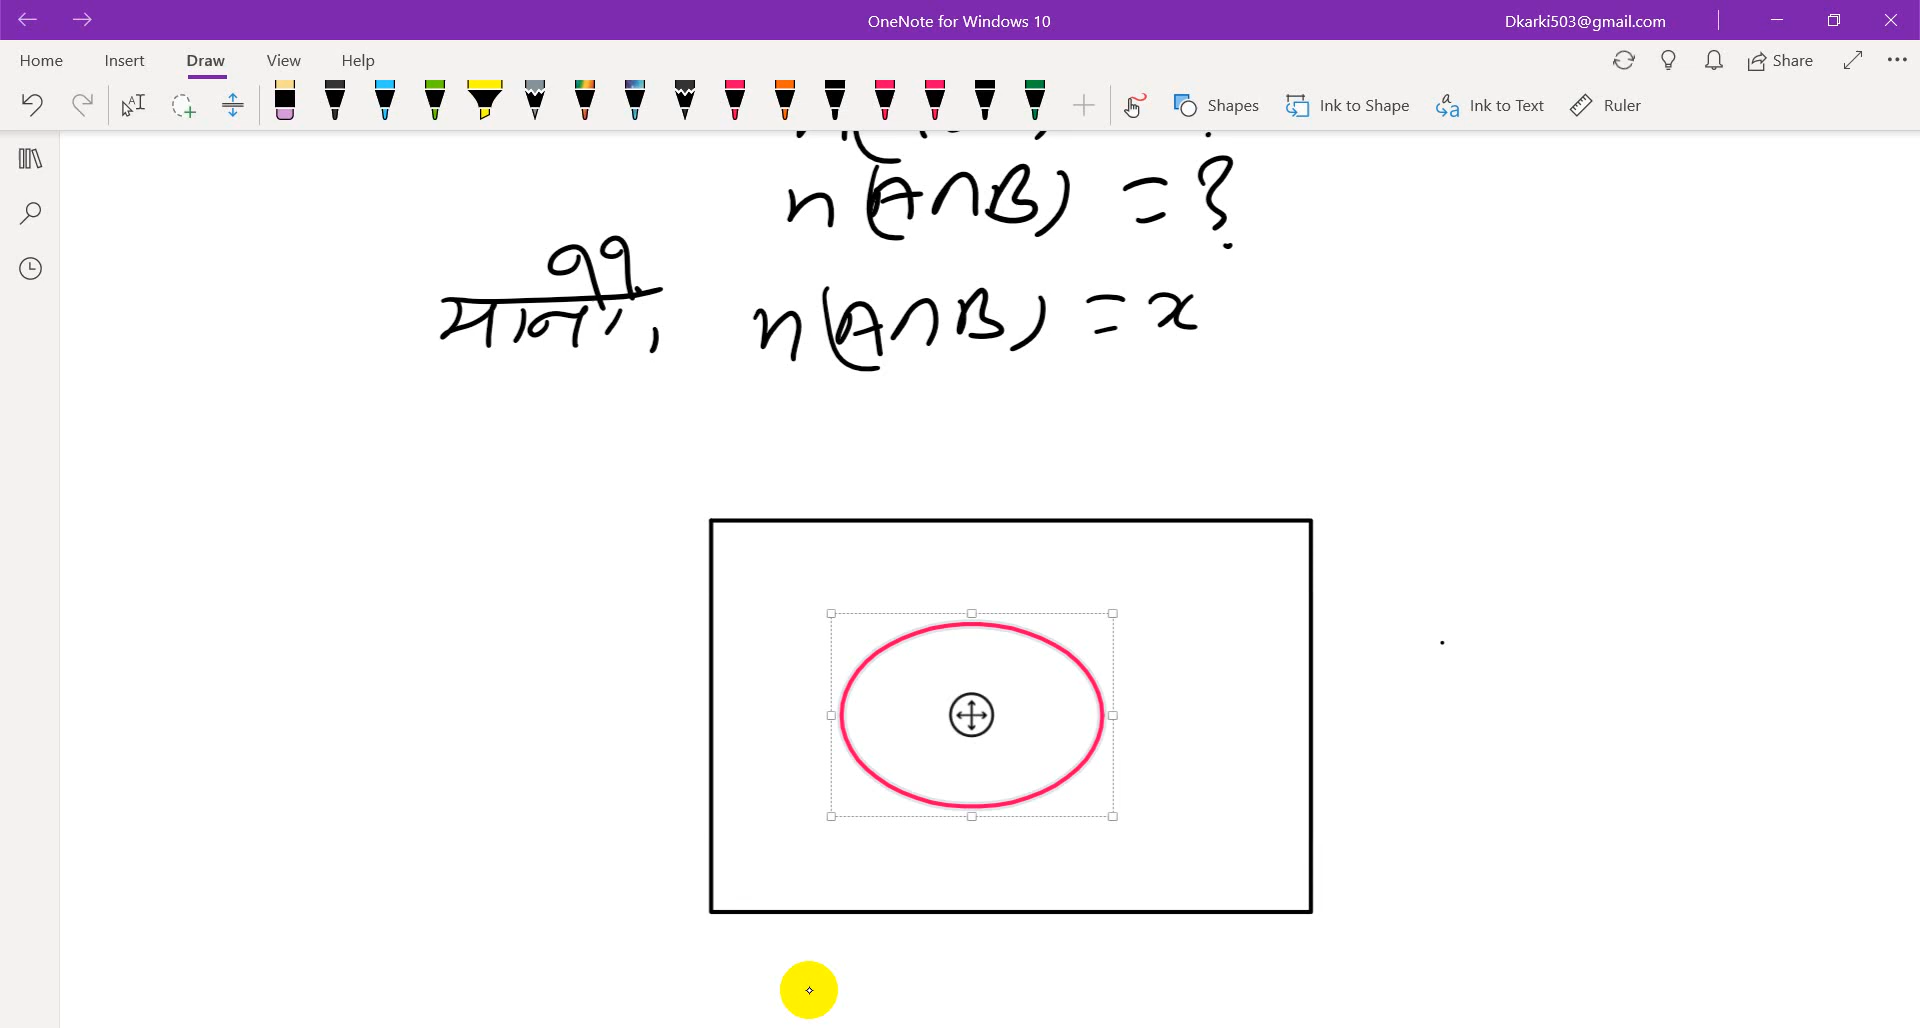 OneNote for Windows 10
Dkarki503@gmail.com
Home Insert Draw View Help
Share
Shapes Ink to Shape Ink to Text Ruler
n(A∩B) = ?
n(A∩B) = x